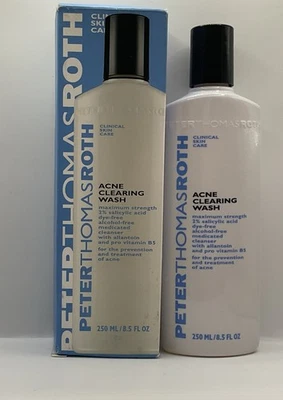 CLINICAL
SKIN
CARE
PETERTHOMASROTH
PETERTHOMASROTH
ACNE
CLEARING
WASH
maximum strength
2% salicylic acid
dye-free
alcohol-free
medicated
cleanser
with allantoin
and pro vitamin B5
for the prevention
and treatment
of acne
250 ML/8.5 FL OZ
PETERTHOMASROTH
CLINICAL
SKIN
CARE
PETERTHOMASROTH
ACNE
CLEARING
WASH
maximum strength
2% salicylic acid
dye-free
alcohol-free
medicated
cleanser
with allantoin
and pro vitamin B5
for the prevention
and treatment
of acne
250 ML/8.5 FL OZ